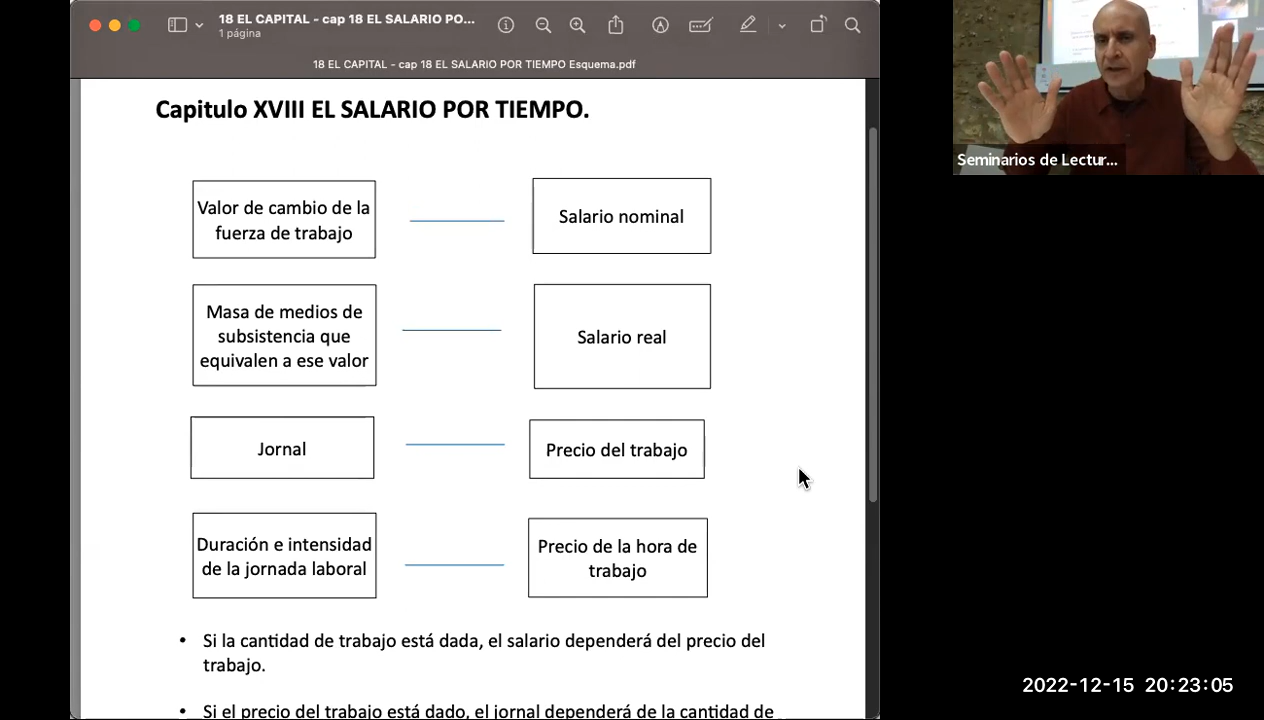 18 EL CAPITAL - cap 18 EL SALARIO PO...
1 página
18 EL CAPITAL - cap 18 EL SALARIO POR TIEMPO Esquema.pdf
Capitulo XVIII EL SALARIO POR TIEMPO.
Valor de cambio de la
fuerza de trabajo
Salario nominal
Masa de medios de
subsistencia que
equivalen a ese valor
Salario real
Jornal
Precio del trabajo
Duración e intensidad
de la jornada laboral
Precio de la hora de
trabajo
• Si la cantidad de trabajo está dada, el salario dependerá del precio del
trabajo.
• Si el precio del trabajo está dado, el jornal dependerá de la cantidad de
Seminarios de Lectur...
2022-12-15 20:23:05